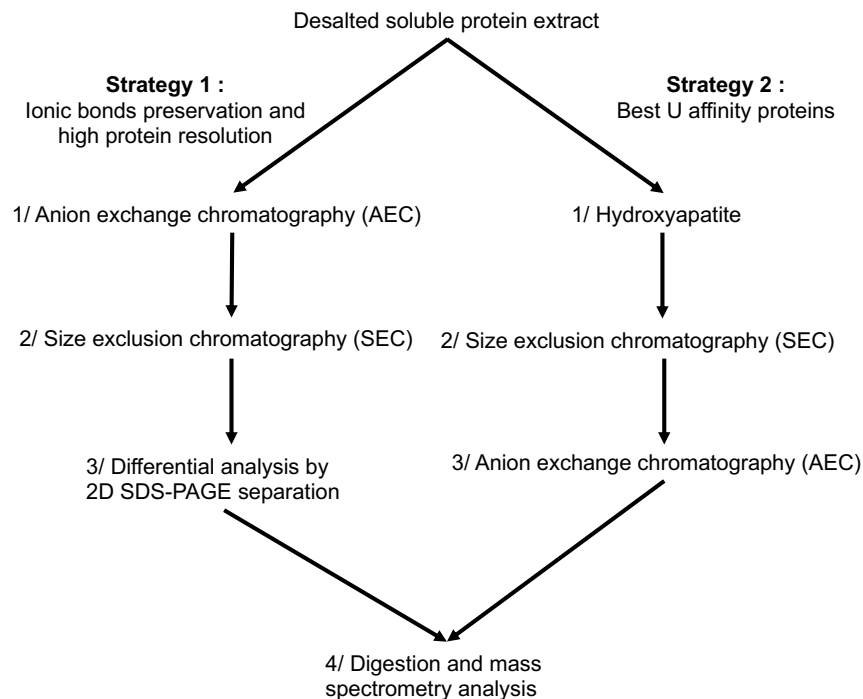 Desalted soluble protein extract
Strategy 1 :
Ionic bonds preservation and
high protein resolution
Strategy 2 :
Best U affinity proteins
1/ Anion exchange chromatography (AEC)
1/ Hydroxyapatite
2/ Size exclusion chromatography (SEC)
2/ Size exclusion chromatography (SEC)
3/ Differential analysis by
2D SDS-PAGE separation
3/ Anion exchange chromatography (AEC)
4/ Digestion and mass
spectrometry analysis